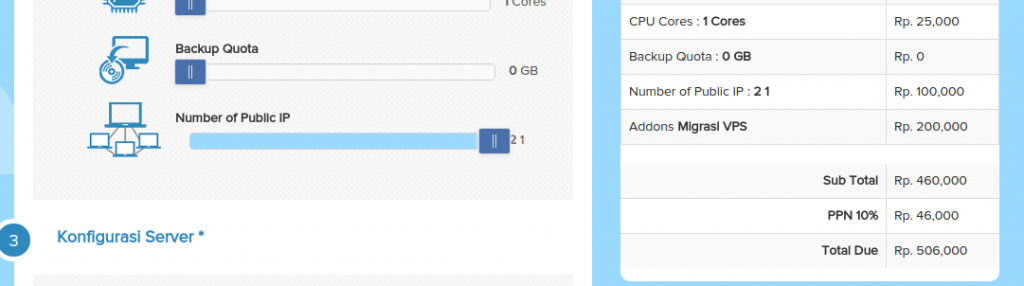 1 Cores
Backup Quota
0 GB
Number of Public IP
2 1
3
Konfigurasi Server *
CPU Cores : 1 Cores Rp. 25,000
Backup Quota : 0 GB Rp. 0
Number of Public IP : 2 1 Rp. 100,000
Addons Migrasi VPS Rp. 200,000
Sub Total Rp. 460,000
PPN 10% Rp. 46,000
Total Due Rp. 506,000